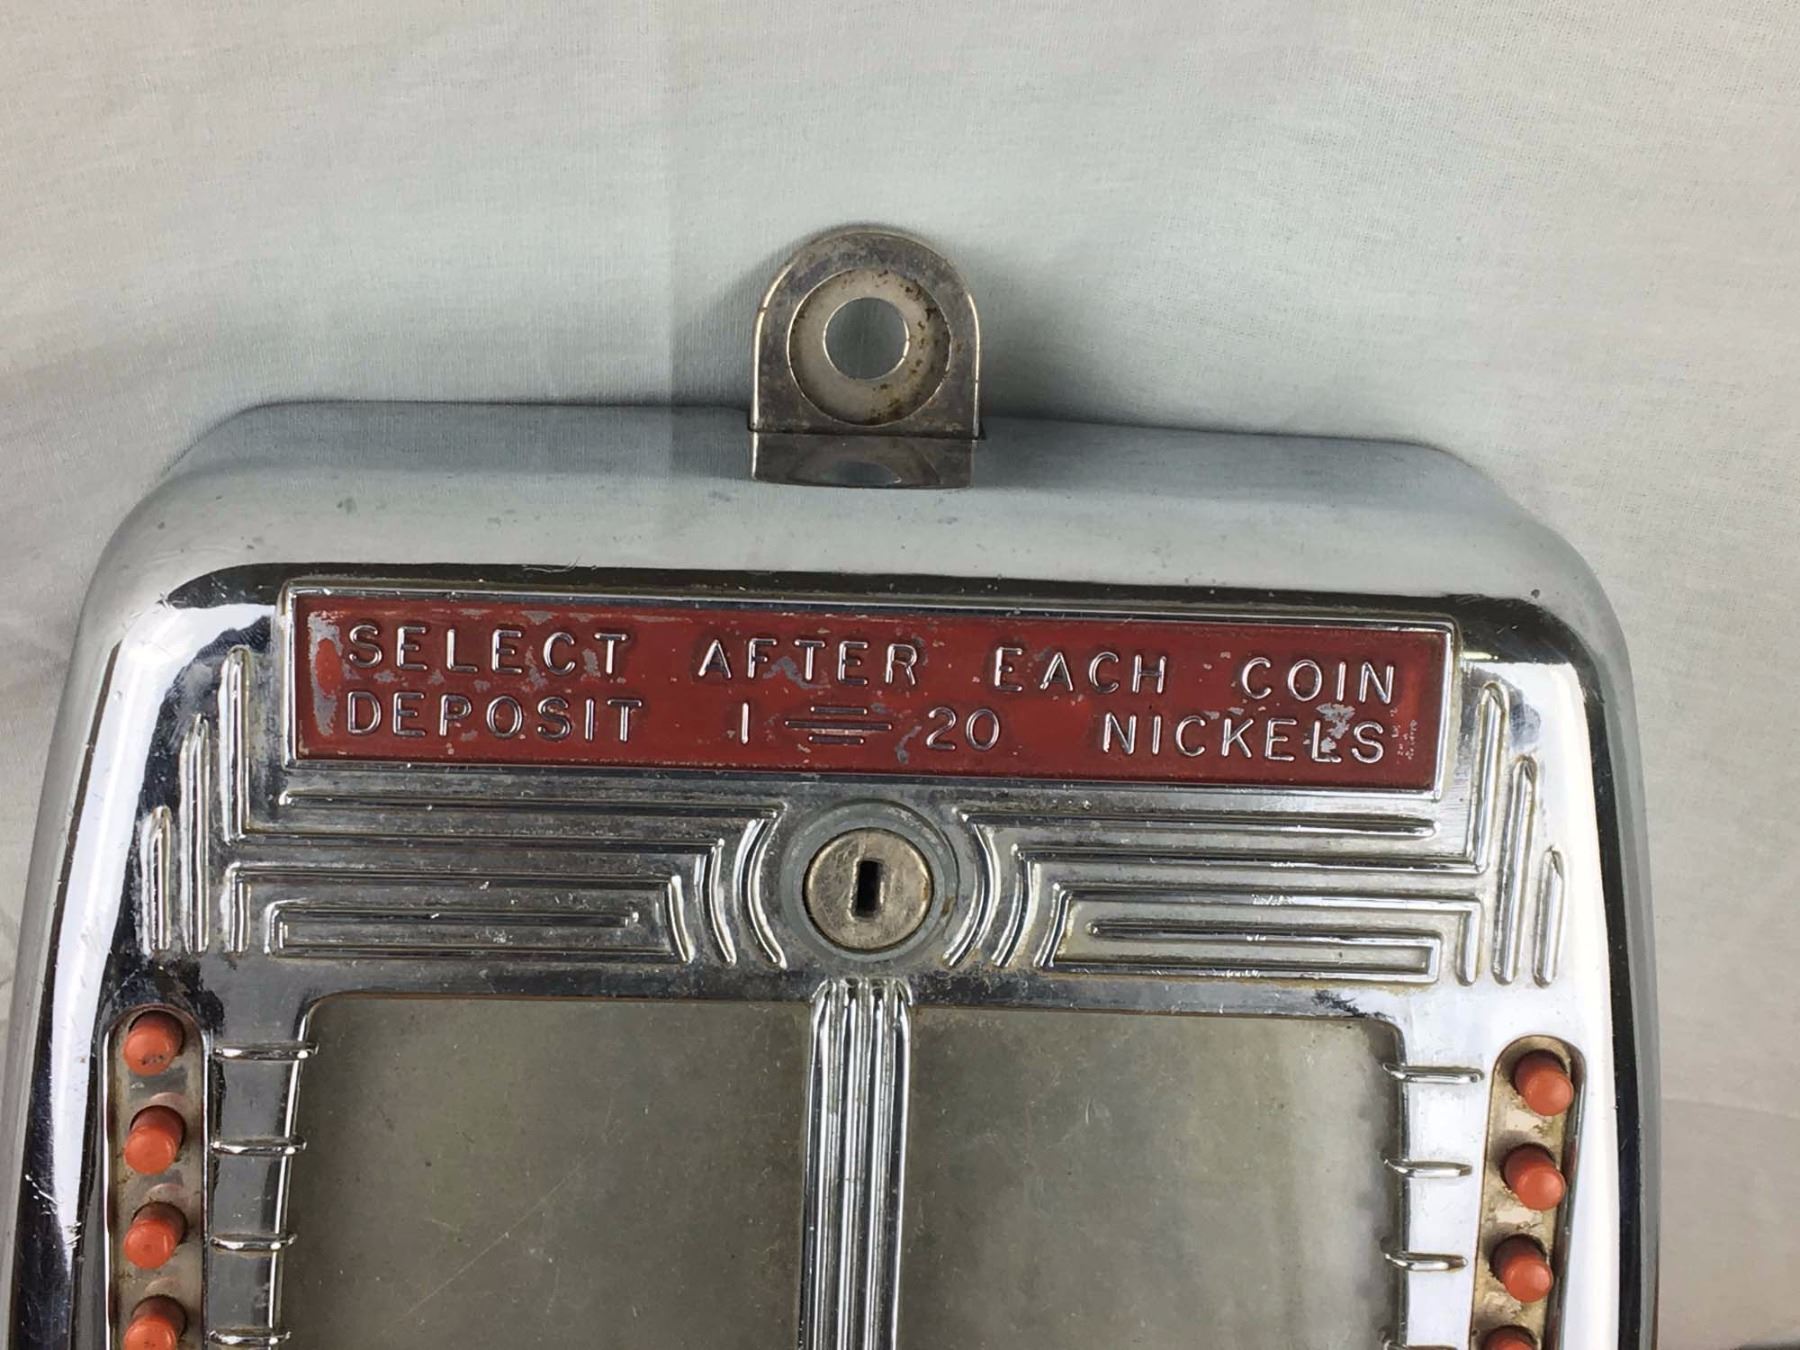 SELECT AFTER EACH COIN
DEPOSIT 1 20 NICKELS